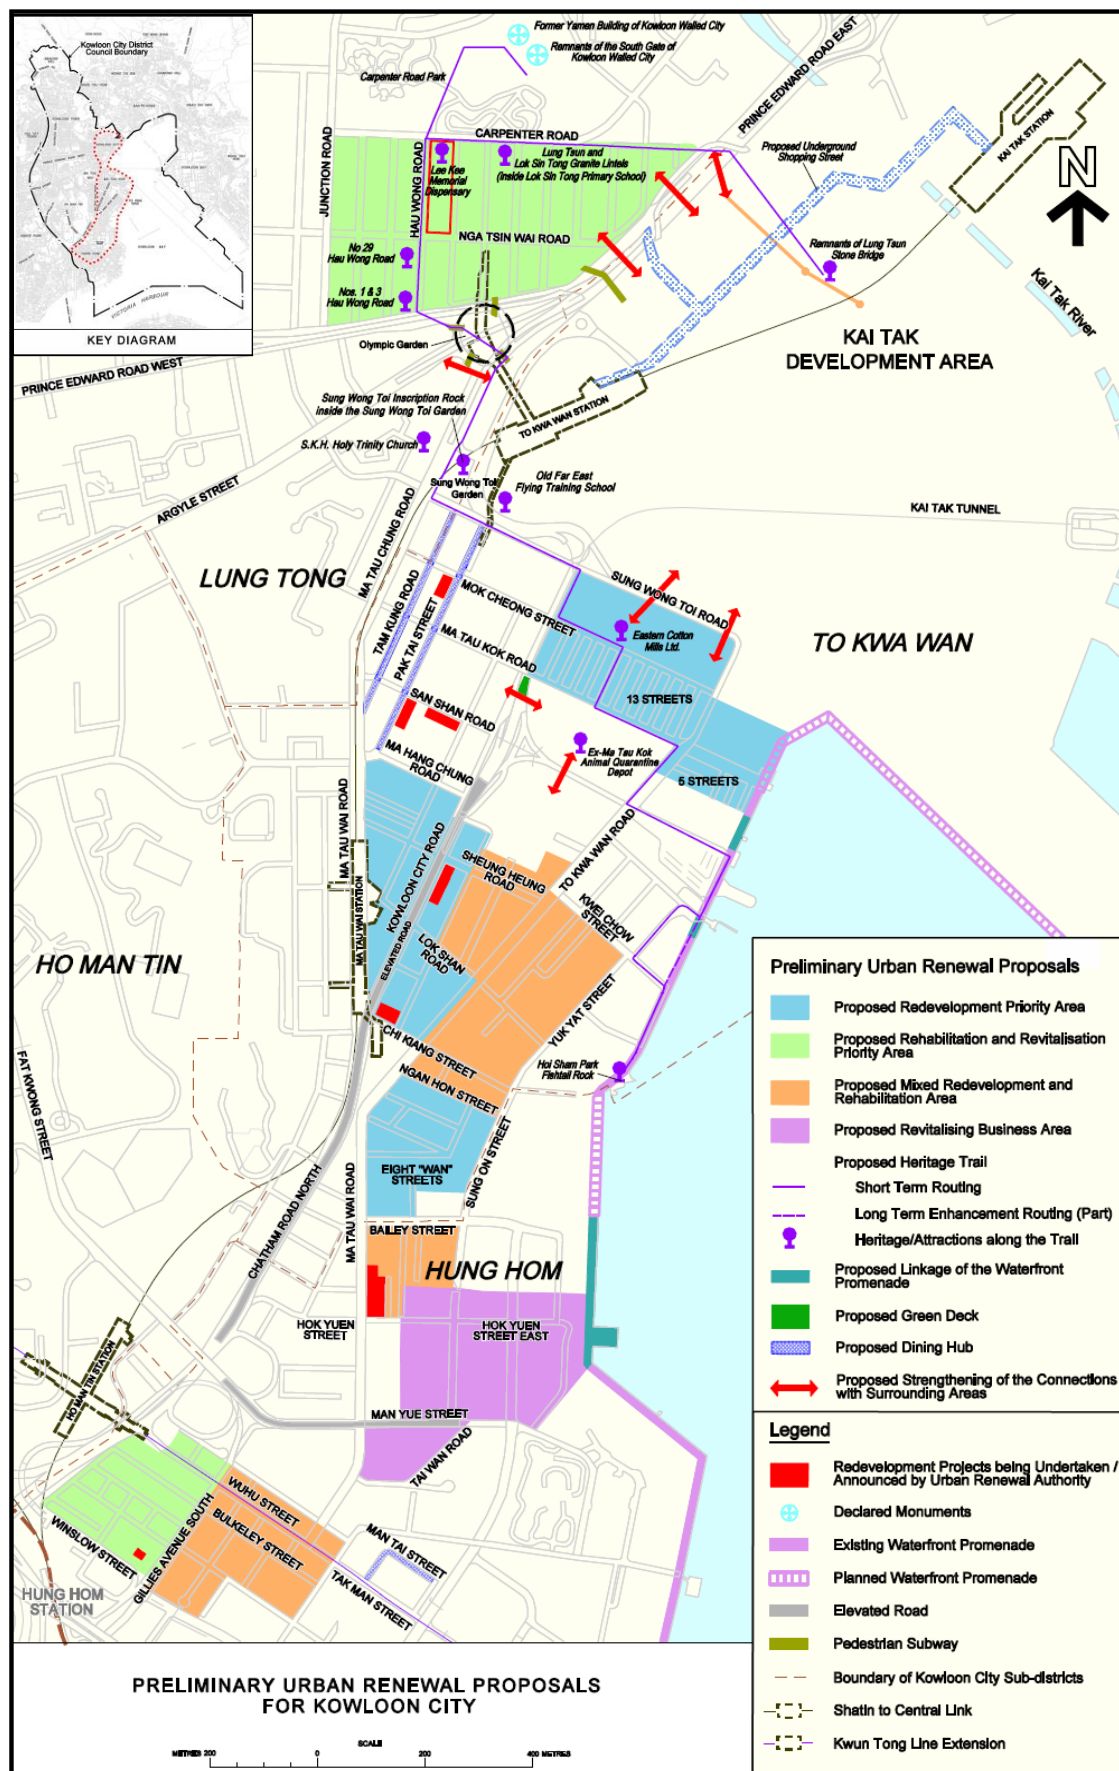 Kowloon City District
Council Boundary
VICTORIA HARBOUR
KEY DIAGRAM
Former Yamen Building of Kowloon Walled City
Remnants of the South Gate of
Kowloon Walled City
Carpenter Road Park
PRINCE EDWARD ROAD EAST
JUNCTION ROAD
HAU WONG ROAD
CARPENTER ROAD
Lee Kee
Memorial
Dispensary
Lung Tsun and
Lok Sin Tong Granite Lintels
(Inside Lok Sin Tong Primary School)
Proposed Underground
Shopping Street
KAI TAK STATION
N
NGA TSIN WAI ROAD
No 29
Hau Wong Road
Nos. 1 & 3
Hau Wong Road
Remnants of Lung Tsun
Stone Bridge
Kai Tak River
Olympic Garden
KAI TAK
DEVELOPMENT AREA
PRINCE EDWARD ROAD WEST
Sung Wong Toi Inscription Rock
inside the Sung Wong Toi Garden
TO KWA WAN STATION
S.K.H. Holy Trinity Church
Sung Wong Toi
Garden
Old Far East
Flying Training School
ARGYLE STREET
KAI TAK TUNNEL
MA TAU CHUNG ROAD
LUNG TONG
TAM KUNG ROAD
PAK TAI STREET
MOK CHEONG STREET
SUNG WONG TOI ROAD
MA TAU KOK ROAD
Eastern Cotton
Mills Ltd.
TO KWA WAN
13 STREETS
SAN SHAN ROAD
MA HANG CHUNG
ROAD
Ex-Ma Tau Kok
Animal Quarantine
Depot
5 STREETS
MA TAU WAI ROAD
KOWLOON CITY ROAD
ELEVATED ROAD
SHEUNG HEUNG
ROAD
TO KWA WAN ROAD
KWEI CHOW
STREET
MA TAU WAI STATION
LOK SHAN
ROAD
HO MAN TIN
YUK YAT STREET
CHI KIANG STREET
Hoi Sham Park
Fishtail Rock
FAT KWONG STREET
NGAN HON STREET
EIGHT "WAN"
STREETS
SUNG ON STREET
MA TAU WAI ROAD
CHATHAM ROAD NORTH
BAILEY STREET
HUNG HOM
HOK YUEN
STREET
HOK YUEN
STREET EAST
HO MAN TIN STATION
MAN YUE STREET
TAI WAN ROAD
WUHU STREET
BULKELEY STREET
GILLIES AVENUE SOUTH
WINSLOW STREET
MAN TAI STREET
TAK MAN STREET
HUNG HOM
STATION
Preliminary Urban Renewal Proposals
Proposed Redevelopment Priority Area
Proposed Rehabilitation and Revitalisation
Priority Area
Proposed Mixed Redevelopment and
Rehabilitation Area
Proposed Revitalising Business Area
Proposed Heritage Trail
Short Term Routing
Long Term Enhancement Routing (Part)
Heritage/Attractions along the Trail
Proposed Linkage of the Waterfront
Promenade
Proposed Green Deck
Proposed Dining Hub
Proposed Strengthening of the Connections
with Surrounding Areas
Legend
Redevelopment Projects being Undertaken /
Announced by Urban Renewal Authority
Declared Monuments
Existing Waterfront Promenade
Planned Waterfront Promenade
Elevated Road
Pedestrian Subway
Boundary of Kowloon City Sub-districts
Shatin to Central Link
Kwun Tong Line Extension
PRELIMINARY URBAN RENEWAL PROPOSALS
FOR KOWLOON CITY
SCALE
METRES 200 0 200 400 METRES